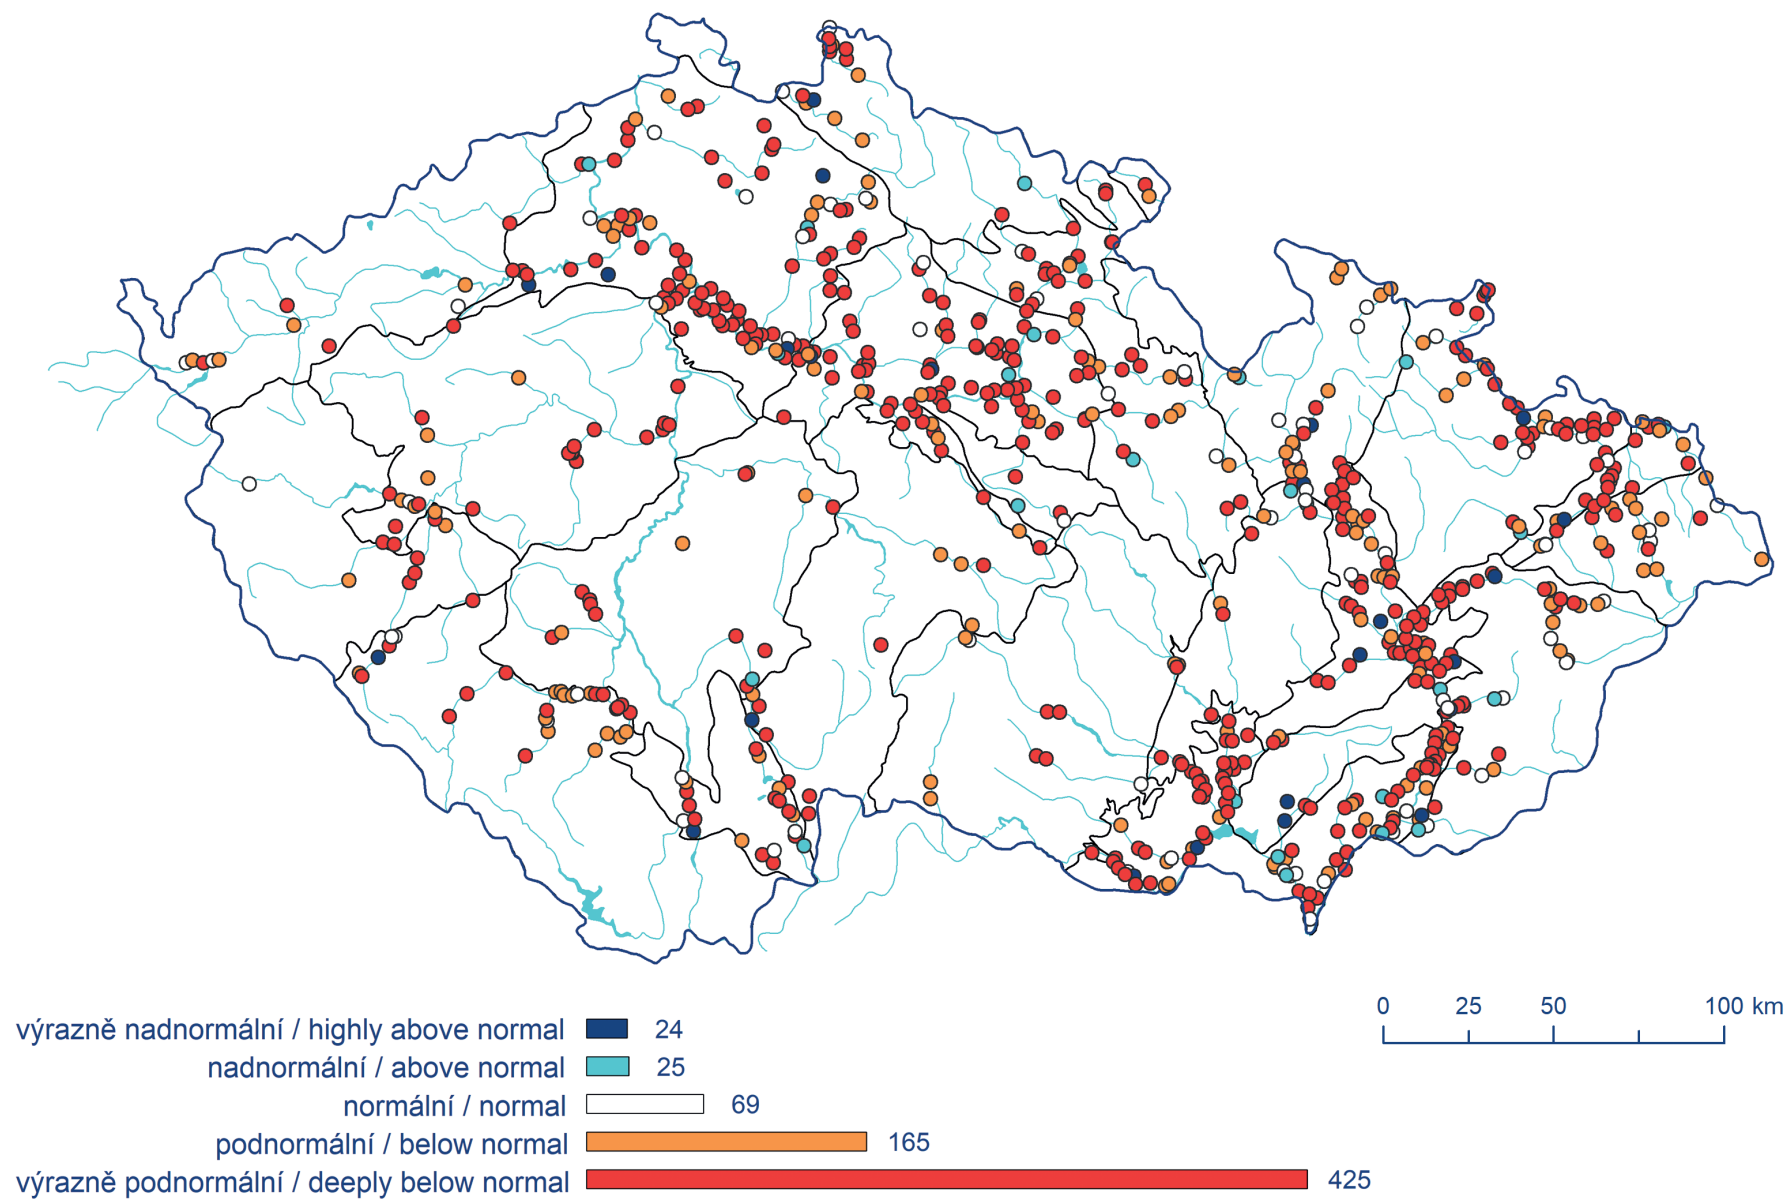 0 25 50 100 km
výrazně nadnormální / highly above normal 24
nadnormální / above normal 25
normální / normal 69
podnormální / below normal 165
výrazně podnormální / deeply below normal 425